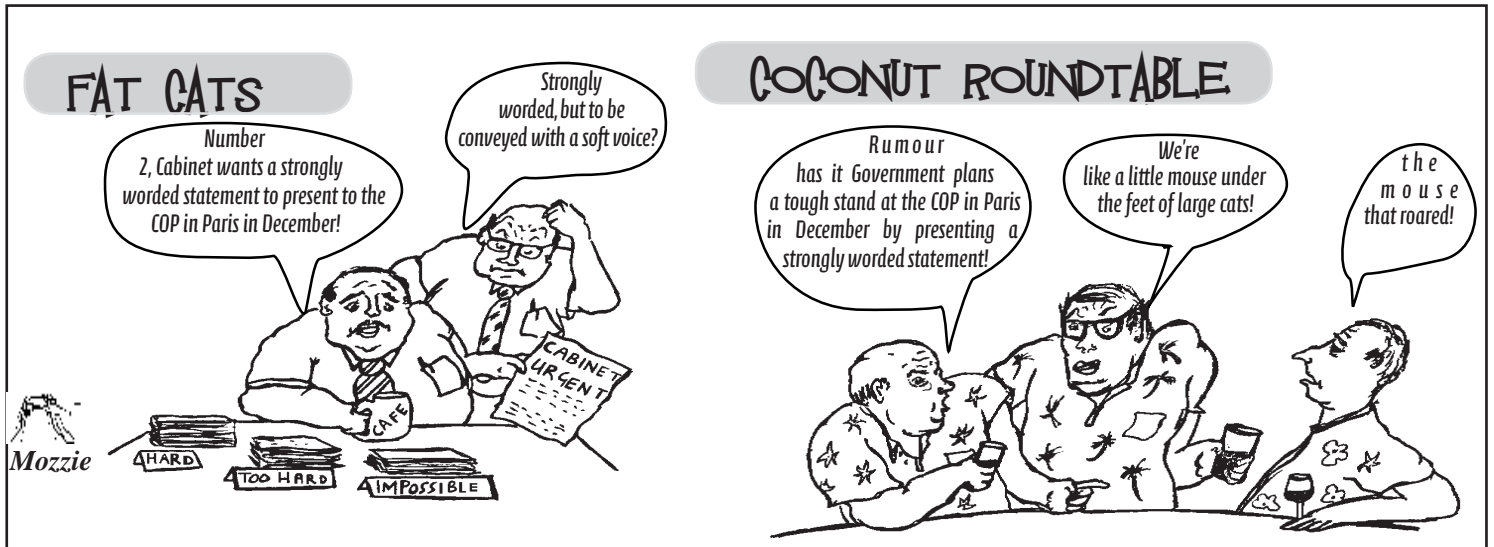 FAT CATS
Number
2, Cabinet wants a strongly
worded statement to present to the
COP in Paris in December!
Strongly
worded, but to be
conveyed with a soft voice?
CABINET
URGENT
CAFE
HARD
TOO HARD
IMPOSSIBLE
Mozzie
COCONUT ROUNDTABLE
Rumour
has it Government plans
a tough stand at the COP in Paris
in December by presenting a
strongly worded statement!
We're
like a little mouse under
the feet of large cats!
the
mouse
that roared!